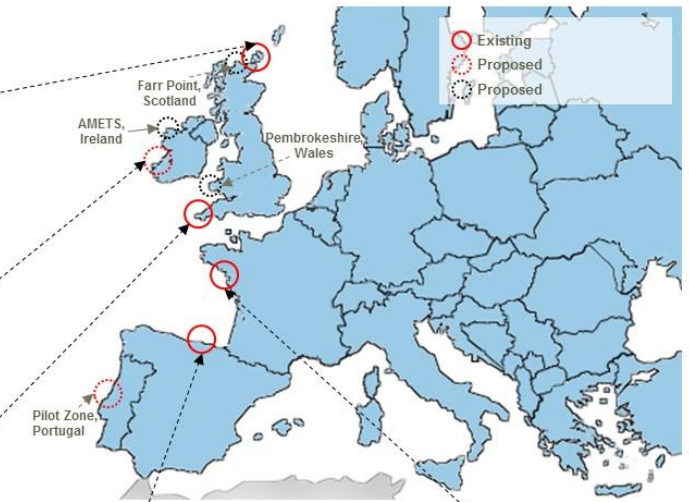 Existing
Proposed
Proposed
Farr Point,
Scotland
AMETS,
Ireland
Pembrokeshire,
Wales
Pilot Zone,
Portugal